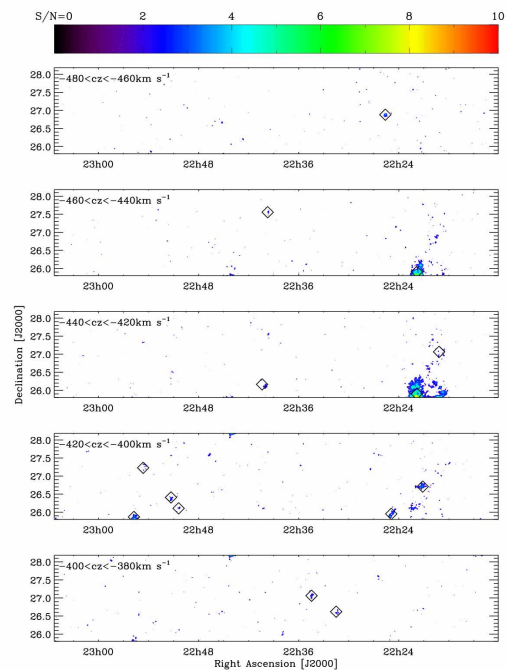 S/N=0 2 4 6 8 10
-480<cz<-460km s⁻¹
28.0
27.5
27.0
26.5
26.0
23h00 22h48 22h36 22h24
-460<cz<-440km s⁻¹
28.0
27.5
27.0
26.5
26.0
23h00 22h48 22h36 22h24
-440<cz<-420km s⁻¹
28.0
27.5
27.0
26.5
26.0
23h00 22h48 22h36 22h24
Declination [J2000]
-420<cz<-400km s⁻¹
28.0
27.5
27.0
26.5
26.0
23h00 22h48 22h36 22h24
-400<cz<-380km s⁻¹
28.0
27.5
27.0
26.5
26.0
23h00 22h48 22h36 22h24
Right Ascension [J2000]